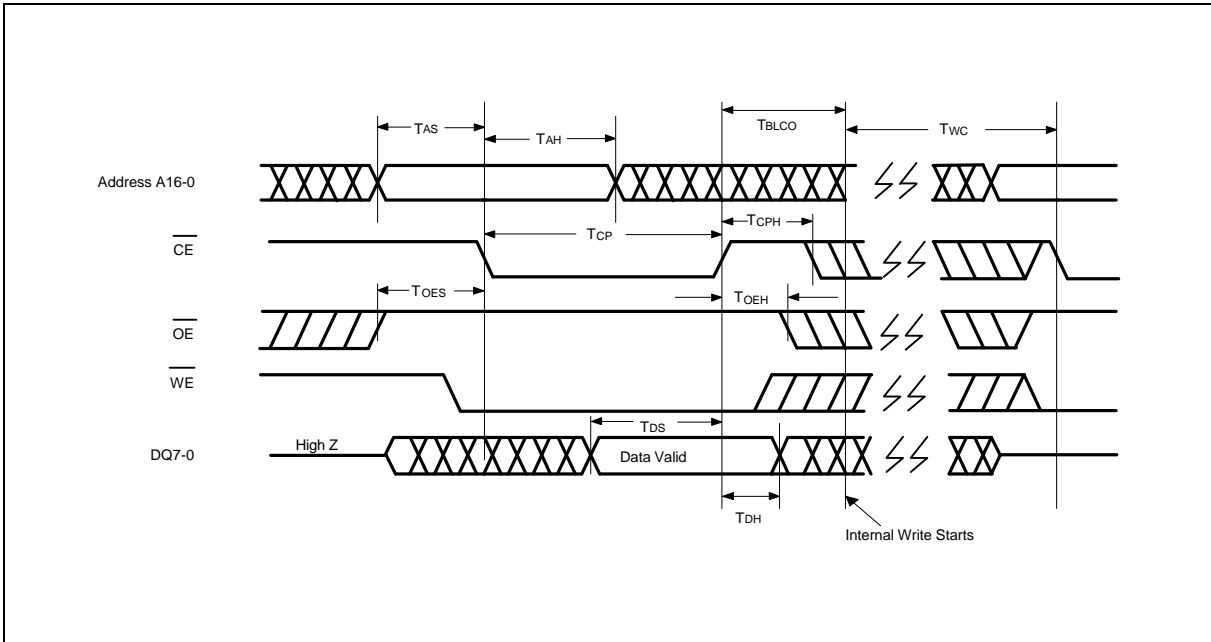 TAS
TAH
TBLCO
TWC
Address A16-0
TCP
TCPH
CE
TOES
TOEH
OE
WE
TDS
DQ7-0
High Z
Data Valid
TDH
Internal Write Starts